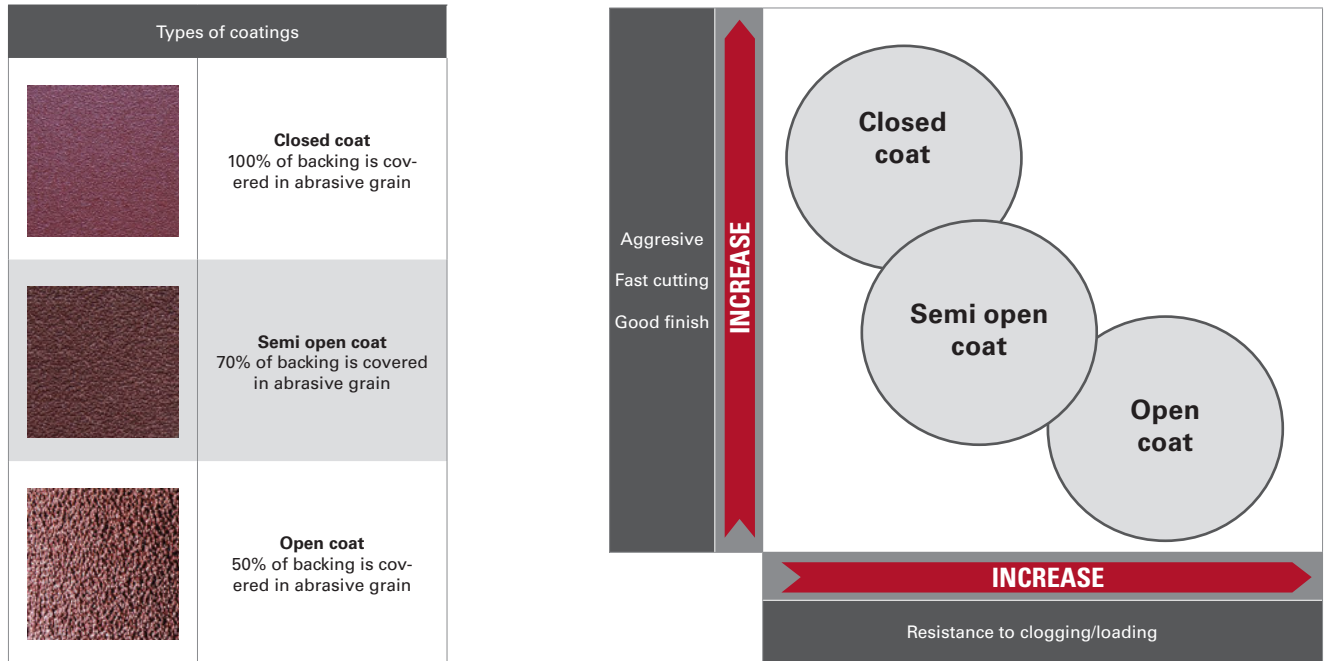 Types of coatings
Closed coat
100% of backing is cov-
ered in abrasive grain
Semi open coat
70% of backing is covered
in abrasive grain
Open coat
50% of backing is cov-
ered in abrasive grain
Aggresive
Fast cutting
Good finish
INCREASE
Closed
coat
Semi open
coat
Open
coat
INCREASE
Resistance to clogging/loading